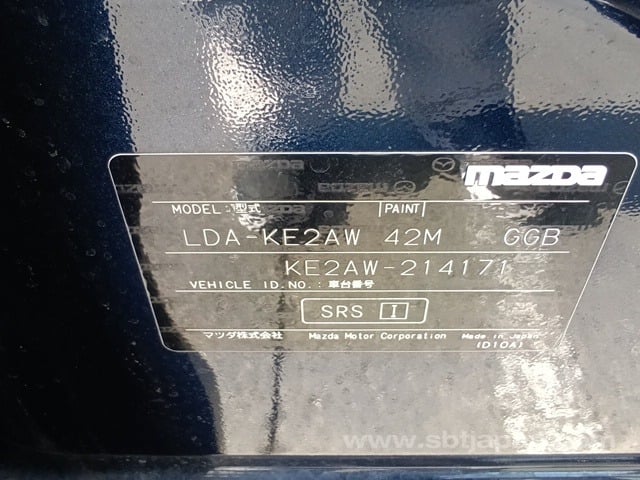 mazda
MODEL:型式 PAINT
LDA-KE2AW 42M GGB
KE2AW-214171
VEHICLE ID.NO.:車台番号
SRS I
マツダ株式会社 Mazda Motor Corporation Made in Japan
(D10A)
www.sbtjapan.com